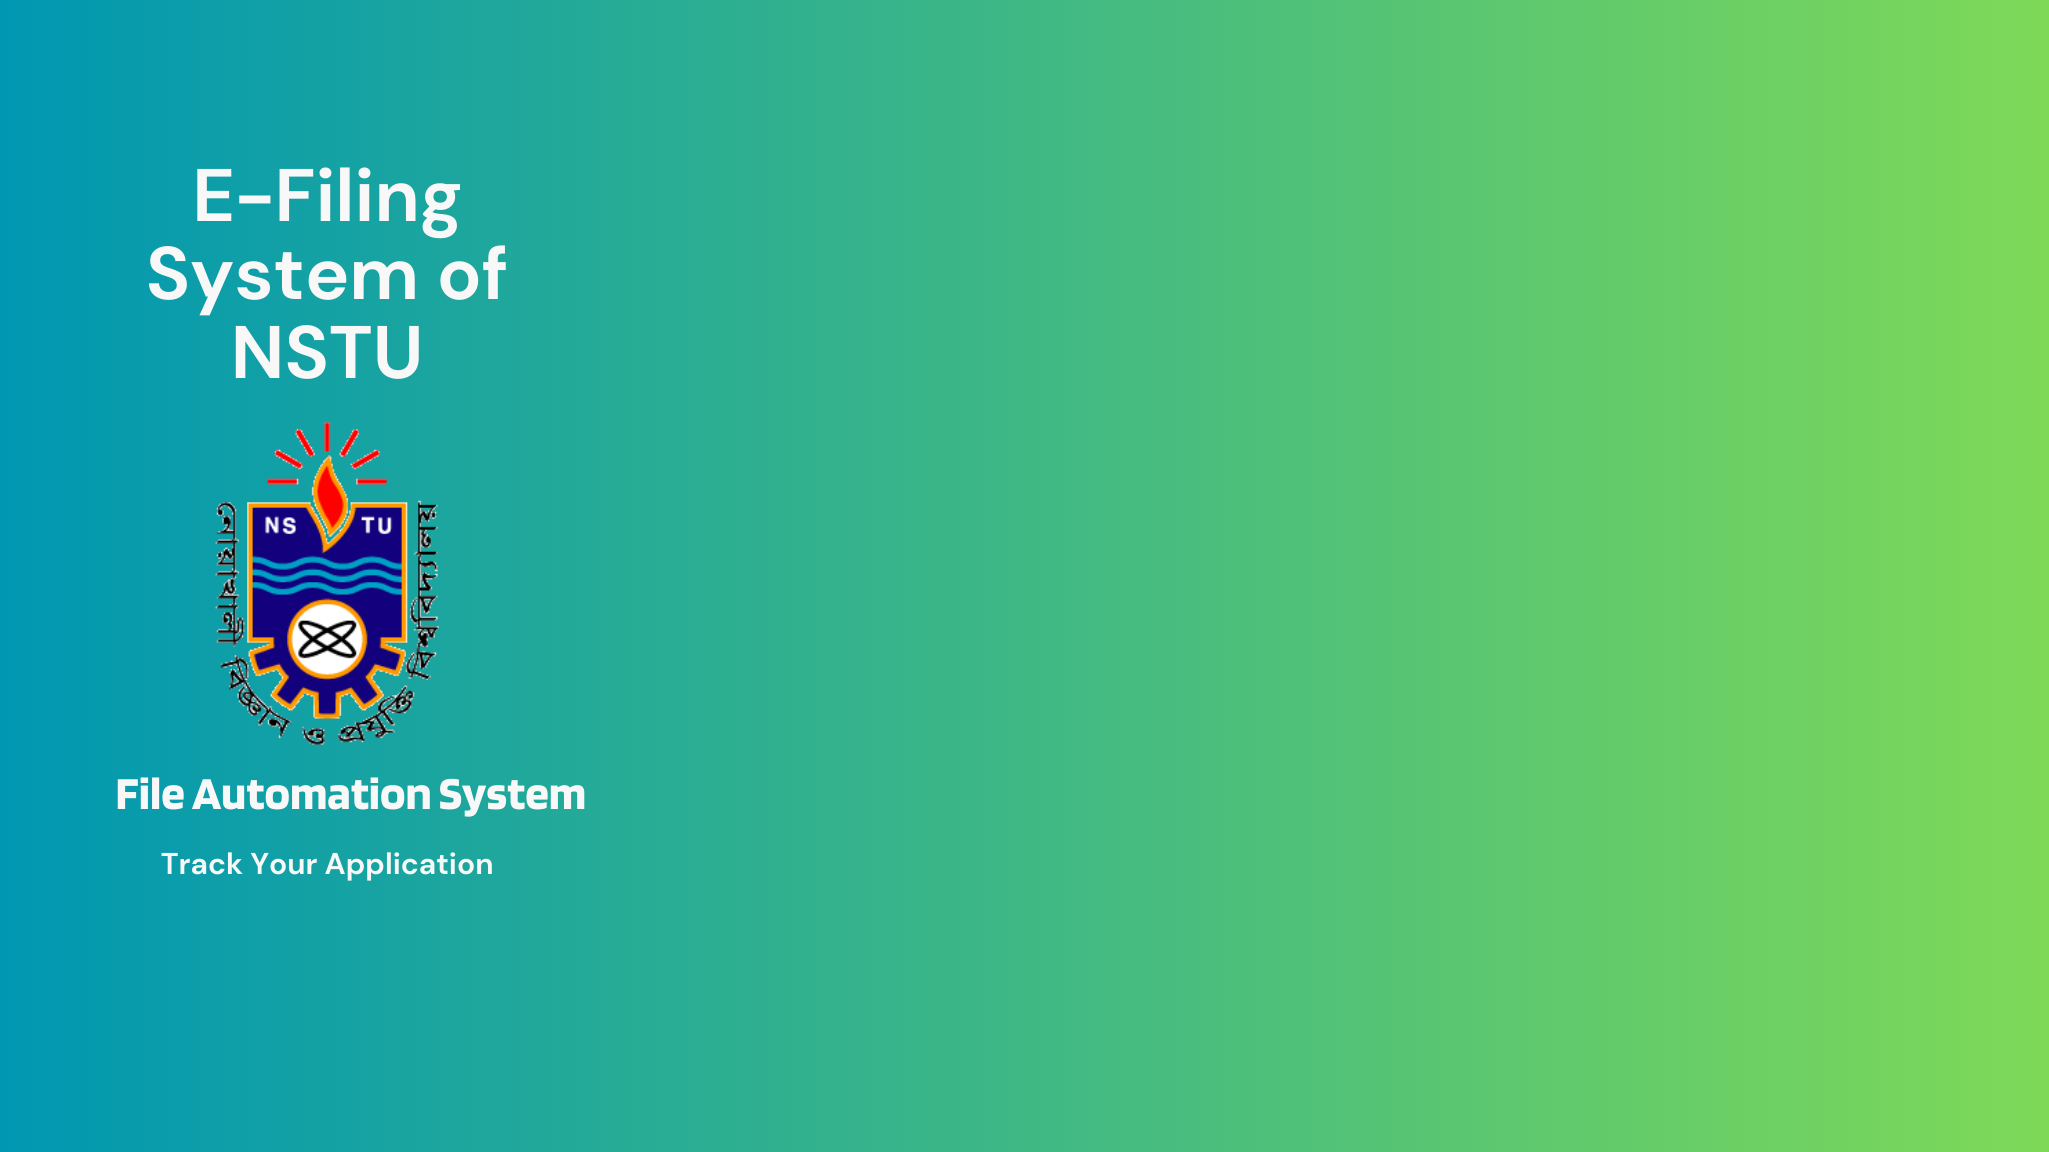 E-Filing
System of
NSTU
NS TU
নোয়াখালী বিজ্ঞান ও প্রযুক্তি বিশ্ববিদ্যালয়
File Automation System
Track Your Application